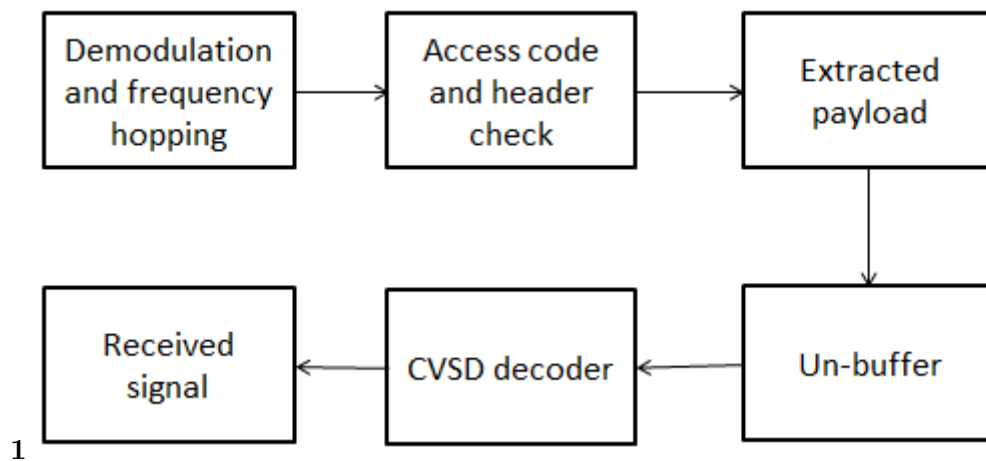 Demodulation
and frequency
hopping
Access code
and header
check
Extracted
payload
Un-buffer
CVSD decoder
Received
signal
1